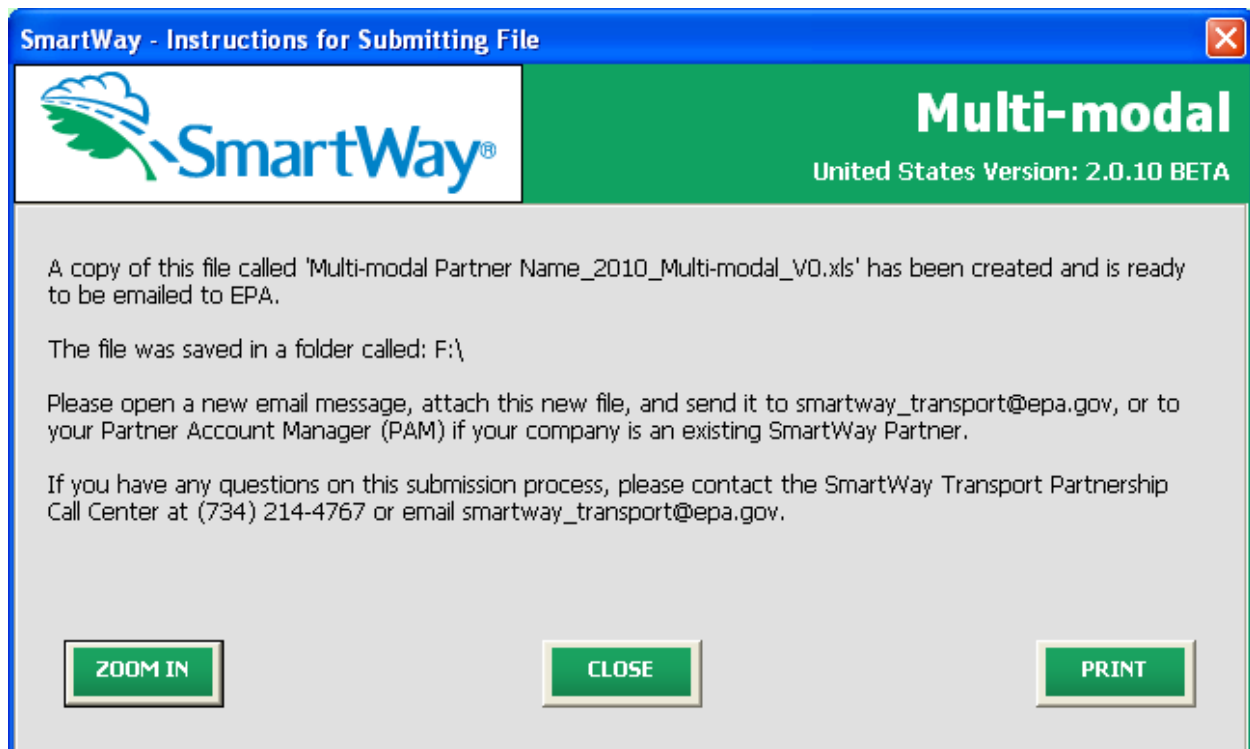 SmartWay - Instructions for Submitting File
SmartWay®
Multi-modal
United States Version: 2.0.10 BETA
A copy of this file called 'Multi-modal Partner Name_2010_Multi-modal_V0.xls' has been created and is ready
to be emailed to EPA.
The file was saved in a folder called: F:\
Please open a new email message, attach this new file, and send it to smartway_transport@epa.gov, or to
your Partner Account Manager (PAM) if your company is an existing SmartWay Partner.
If you have any questions on this submission process, please contact the SmartWay Transport Partnership
Call Center at (734) 214-4767 or email smartway_transport@epa.gov.
ZOOM IN
CLOSE
PRINT